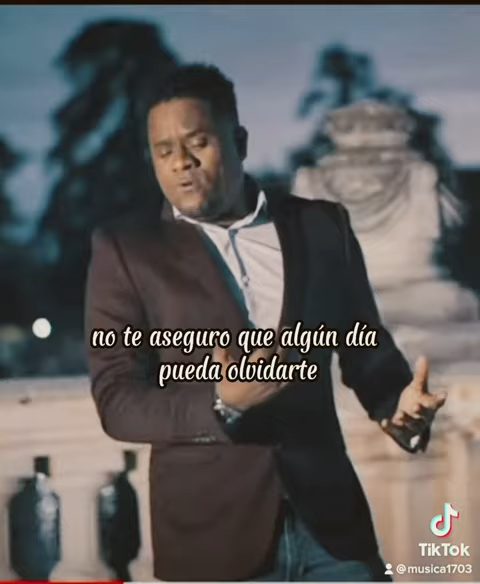 no te aseguro que algún día
pueda olvidarte
TikTok
@musica1703